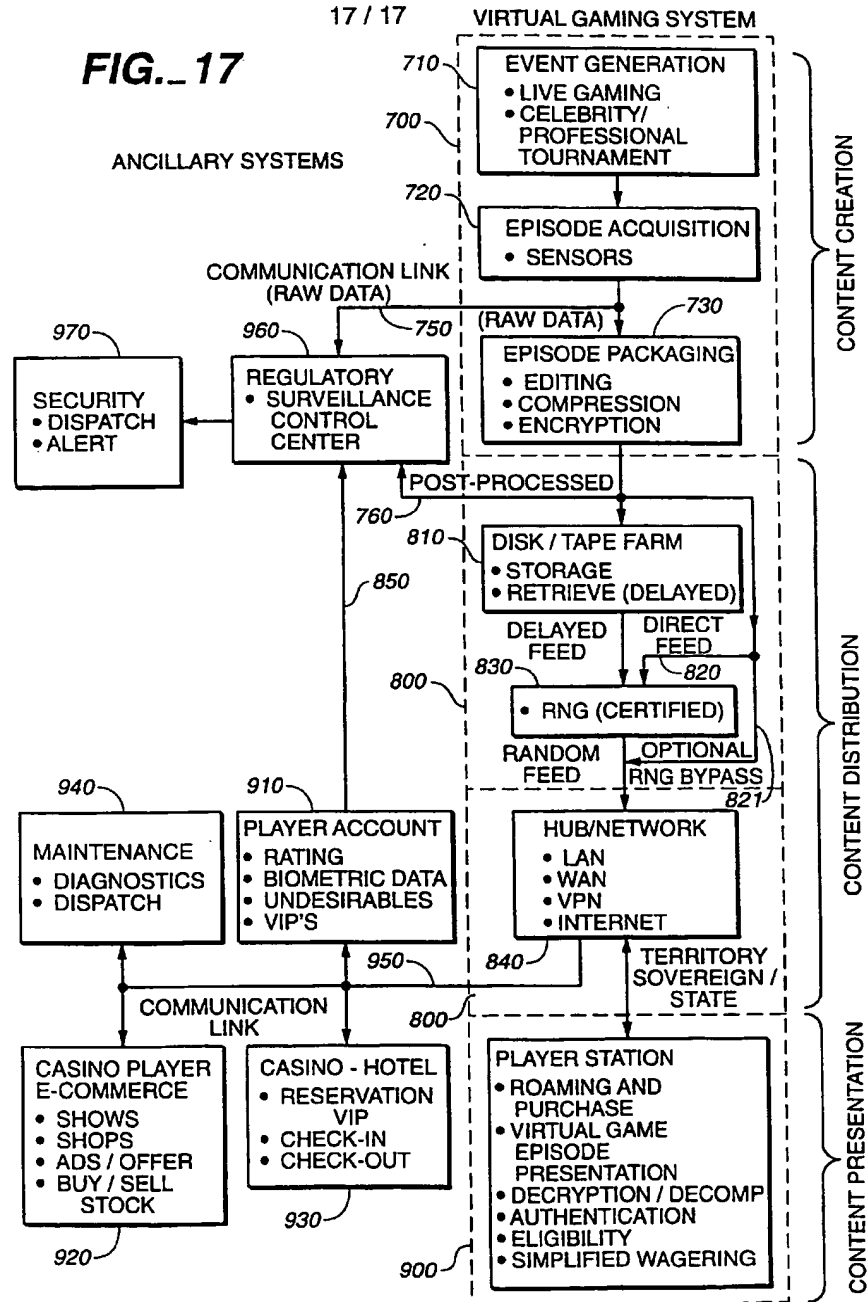 17 / 17
VIRTUAL GAMING SYSTEM
FIG._17
ANCILLARY SYSTEMS
710
EVENT GENERATION
• LIVE GAMING
• CELEBRITY/
PROFESSIONAL
TOURNAMENT
700
720
EPISODE ACQUISITION
• SENSORS
CONTENT CREATION
COMMUNICATION LINK
(RAW DATA)
750
(RAW DATA)
730
EPISODE PACKAGING
• EDITING
• COMPRESSION
• ENCRYPTION
970
SECURITY
• DISPATCH
• ALERT
960
REGULATORY
• SURVEILLANCE
CONTROL
CENTER
POST-PROCESSED
760
810
DISK / TAPE FARM
• STORAGE
• RETRIEVE (DELAYED)
850
DELAYED
FEED
DIRECT
FEED
820
800
830
• RNG (CERTIFIED)
RANDOM
FEED
OPTIONAL
RNG BYPASS
821
CONTENT DISTRIBUTION
940
MAINTENANCE
• DIAGNOSTICS
• DISPATCH
910
PLAYER ACCOUNT
• RATING
• BIOMETRIC DATA
• UNDESIRABLES
• VIP'S
HUB/NETWORK
• LAN
• WAN
• VPN
• INTERNET
840
950
TERRITORY
SOVEREIGN /
STATE
COMMUNICATION
LINK
800
CASINO PLAYER
E-COMMERCE
• SHOWS
• SHOPS
• ADS / OFFER
• BUY / SELL
STOCK
920
CASINO - HOTEL
• RESERVATION
VIP
• CHECK-IN
• CHECK-OUT
930
PLAYER STATION
• ROAMING AND
PURCHASE
• VIRTUAL GAME
EPISODE
PRESENTATION
• DECRYPTION / DECOMP
• AUTHENTICATION
• ELIGIBILITY
• SIMPLIFIED WAGERING
900
CONTENT PRESENTATION